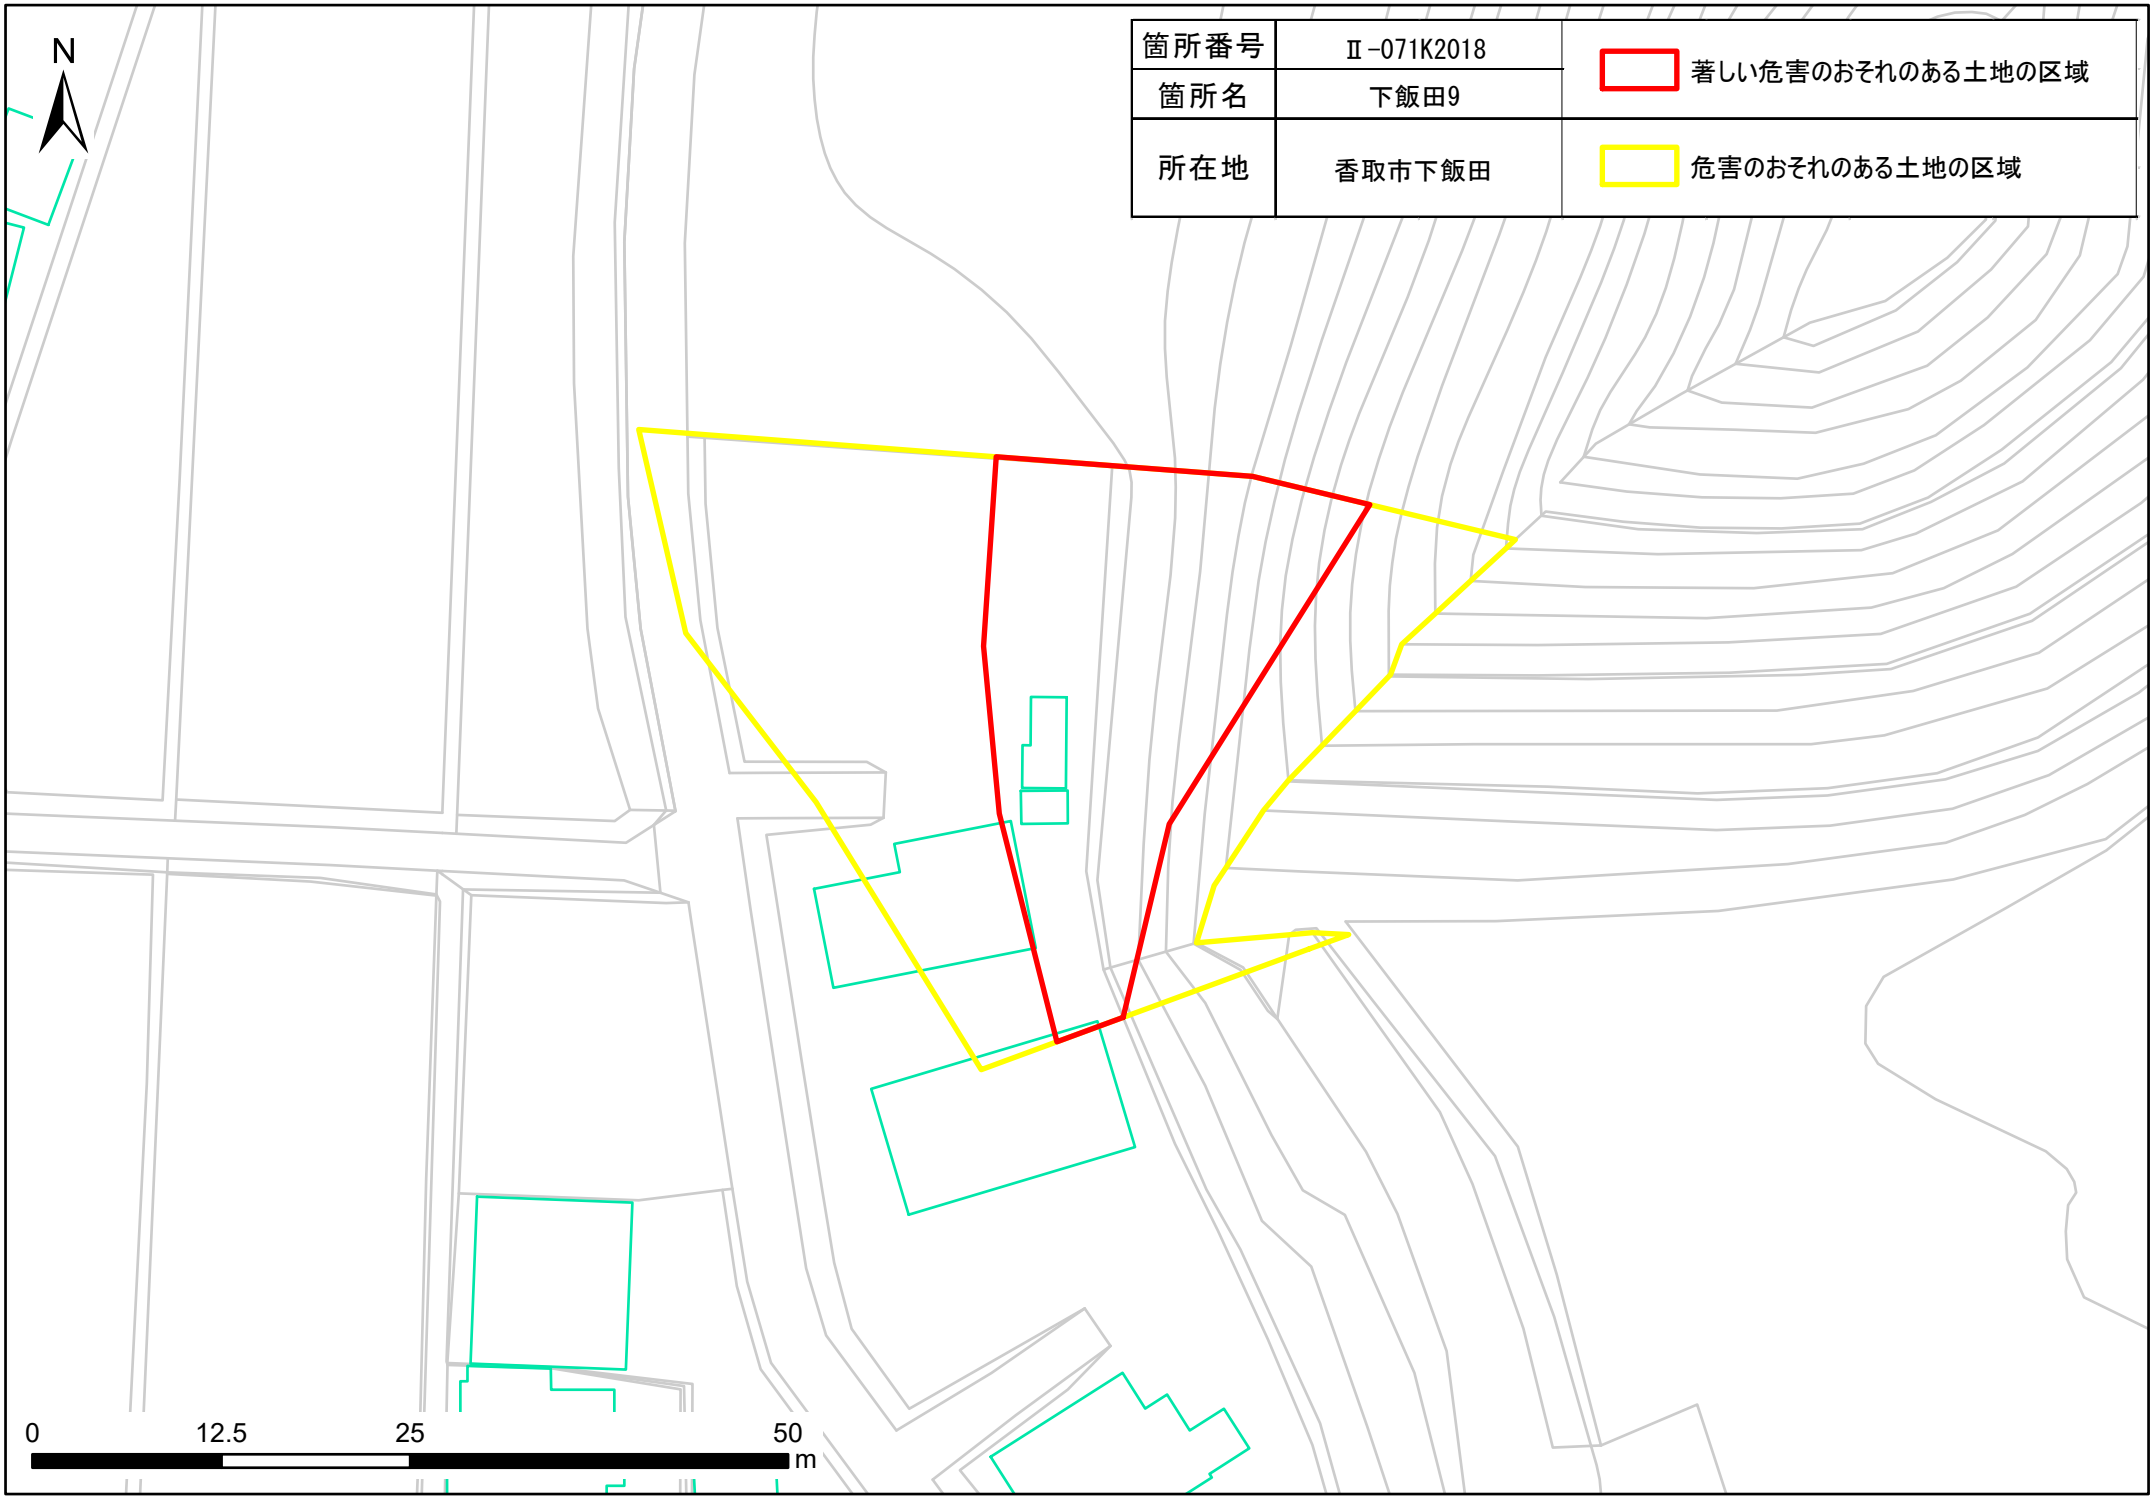 N
箇所番号 Ⅱ-071K2018
箇所名 下飯田9
所在地 香取市下飯田
著しい危害のおそれのある土地の区域
危害のおそれのある土地の区域
0 12.5 25 50
m